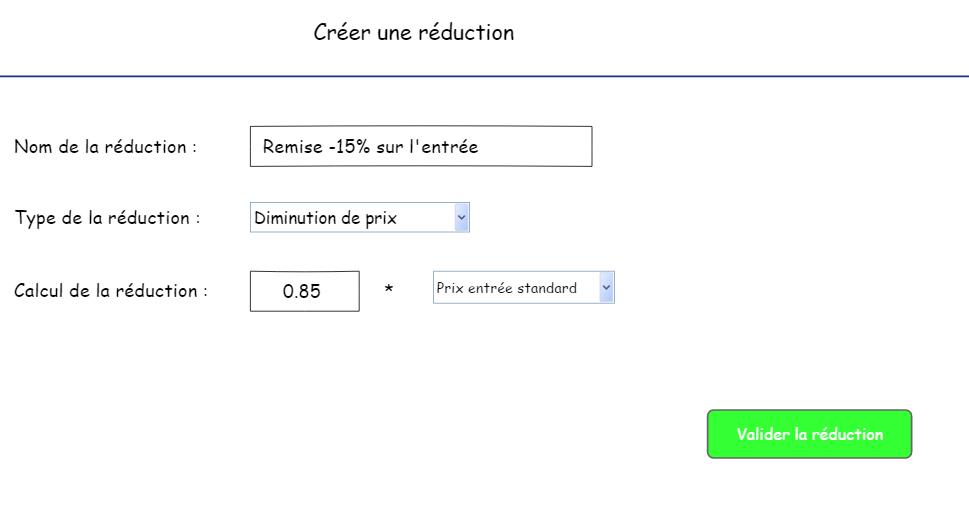 Créer une réduction
Nom de la réduction : Remise -15% sur l'entrée
Type de la réduction : Diminution de prix
Calcul de la réduction : 0.85 * Prix entrée standard
Valider la réduction